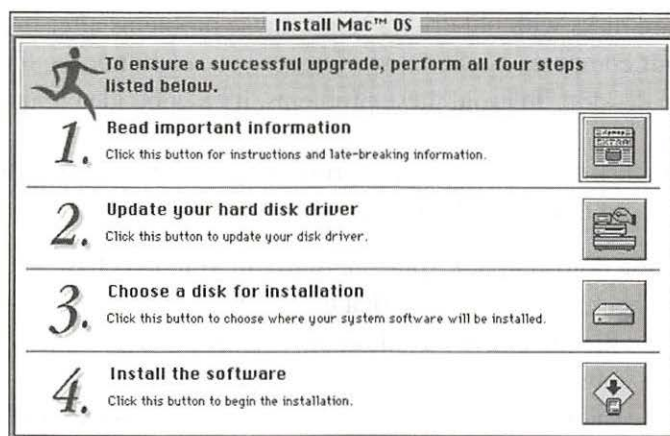 Install Mac™ OS
To ensure a successful upgrade, perform all four steps
listed below.
1.
Read important information
Click this button for instructions and late-breaking information.
2.
Update your hard disk driver
Click this button to update your disk driver.
3.
Choose a disk for installation
Click this button to choose where your system software will be installed.
4.
Install the software
Click this button to begin the installation.